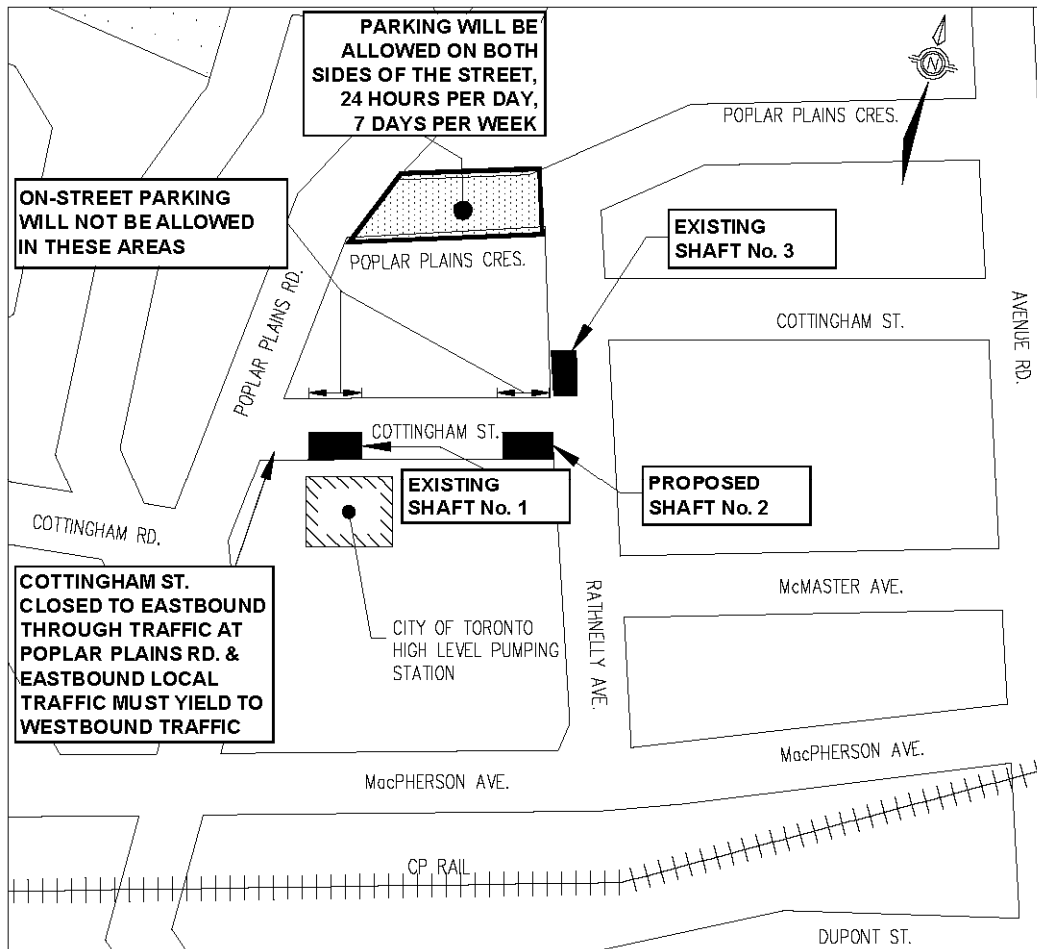 PARKING WILL BE
ALLOWED ON BOTH
SIDES OF THE STREET,
24 HOURS PER DAY,
7 DAYS PER WEEK
N
POPLAR PLAINS CRES.
ON-STREET PARKING
WILL NOT BE ALLOWED
IN THESE AREAS
EXISTING
SHAFT No. 3
POPLAR PLAINS CRES.
POPLAR PLAINS RD.
COTTINGHAM ST.
AVENUE RD.
COTTINGHAM ST.
EXISTING
SHAFT No. 1
PROPOSED
SHAFT No. 2
COTTINGHAM RD.
COTTINGHAM ST.
CLOSED TO EASTBOUND
THROUGH TRAFFIC AT
POPLAR PLAINS RD. &
EASTBOUND LOCAL
TRAFFIC MUST YIELD TO
WESTBOUND TRAFFIC
CITY OF TORONTO
HIGH LEVEL PUMPING
STATION
RATHNELLY AVE.
McMASTER AVE.
MacPHERSON AVE.
MacPHERSON AVE.
CP RAIL
DUPONT ST.